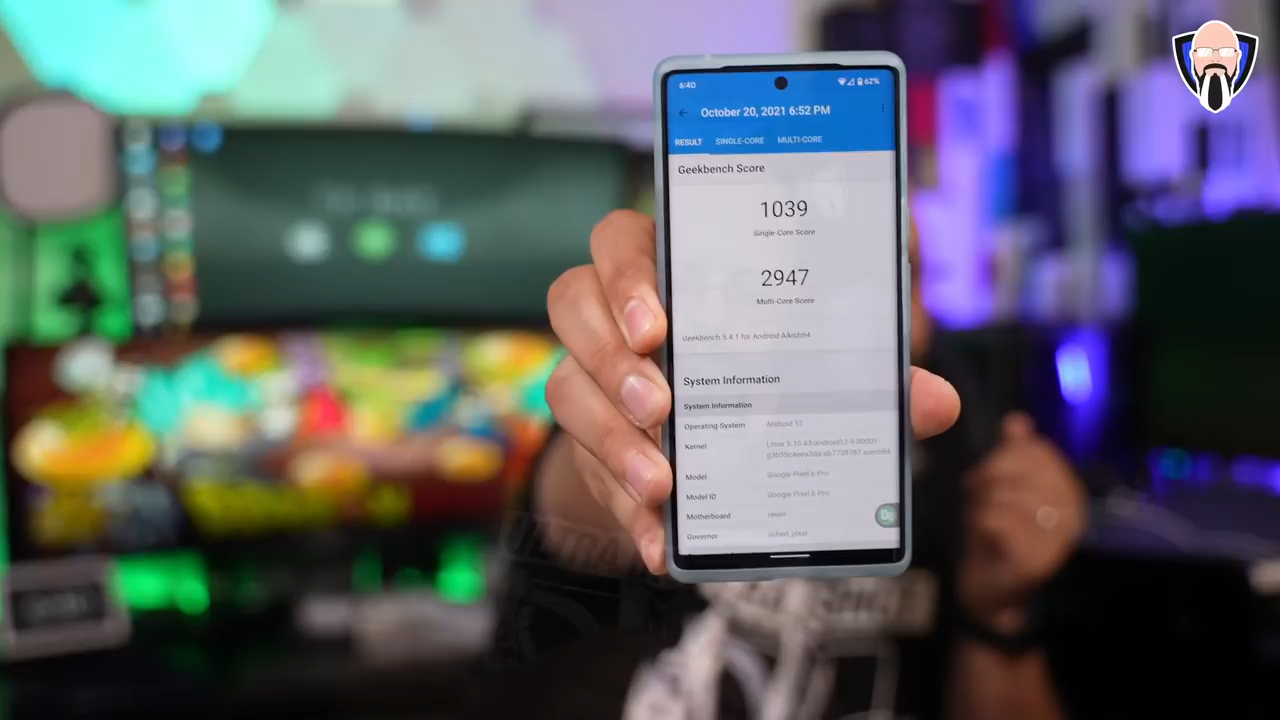 6:40
62%
October 20, 2021 6:52 PM
RESULT SINGLE-CORE MULTI-CORE
Geekbench Score
1039
Single-Core Score
2947
Multi-Core Score
Geekbench 5.4.1 for Android AArch64
System Information
System Information
Operating System Android 12
Kernel
Model Google Pixel 6 Pro
Model ID Google Pixel 6 Pro
Motherboard raven
Governor sched_pixel